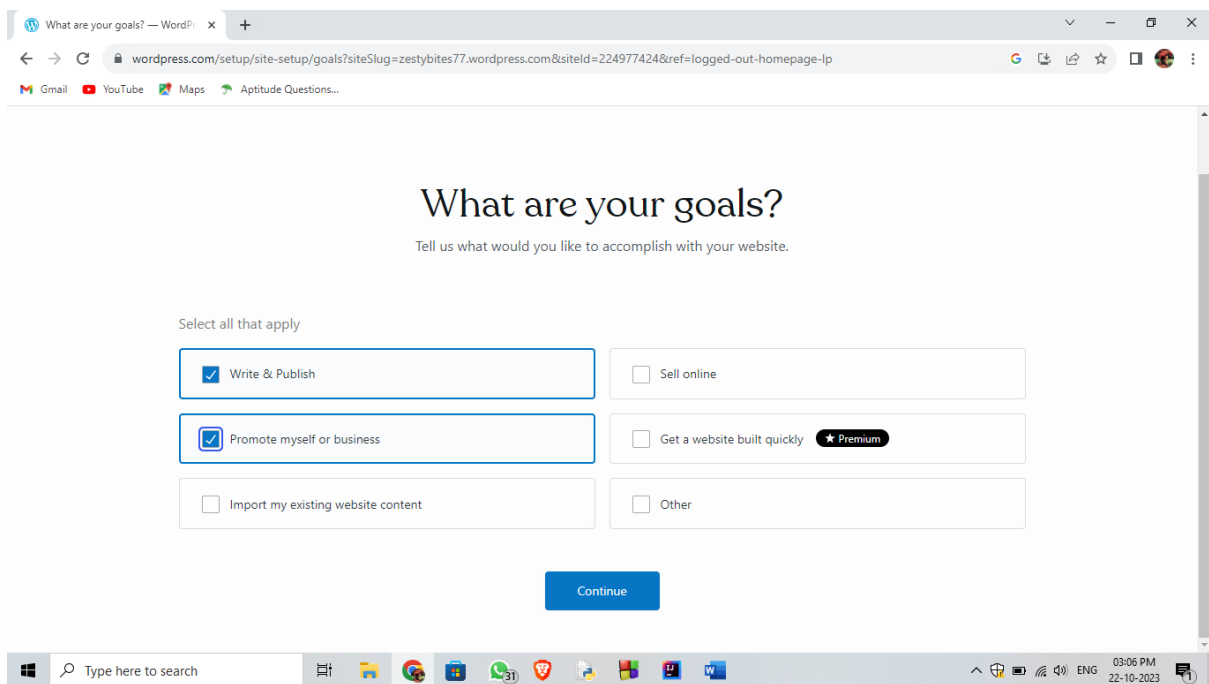 What are your goals? — WordPr
wordpress.com/setup/site-setup/goals?siteSlug=zestybites77.wordpress.com&siteId=224977424&ref=logged-out-homepage-lp
Gmail YouTube Maps Aptitude Questions...
What are your goals?
Tell us what would you like to accomplish with your website.
Select all that apply
Write & Publish
Sell online
Promote myself or business
Get a website built quickly ★ Premium
Import my existing website content
Other
Continue
Type here to search
31
ENG
03:06 PM
22-10-2023
1